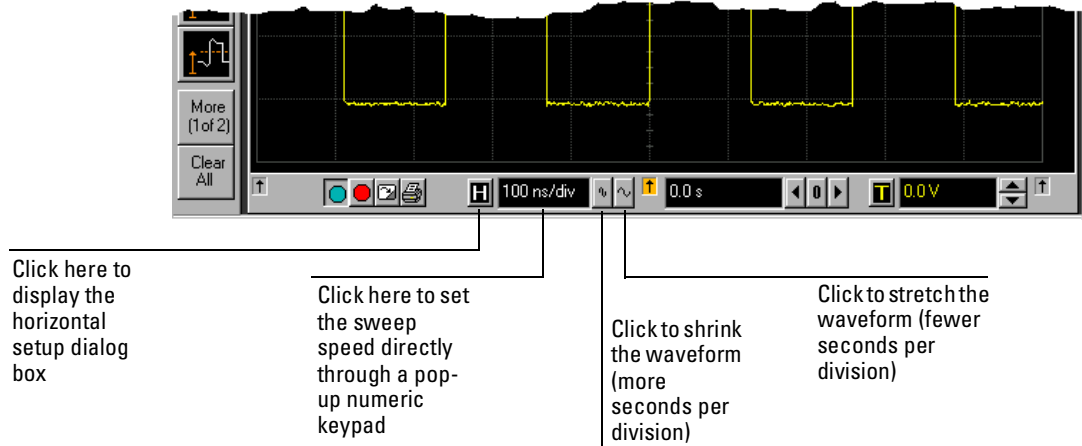 More
(1of 2)
Clear
All
H
100 ns/div
0.0 s
0
T
0.0 V
Click here to
display the
horizontal
setup dialog
box
Click here to set
the sweep
speed directly
through a pop-
up numeric
keypad
Click to shrink
the waveform
(more
seconds per
division)
Click to stretch the
waveform (fewer
seconds per
division)